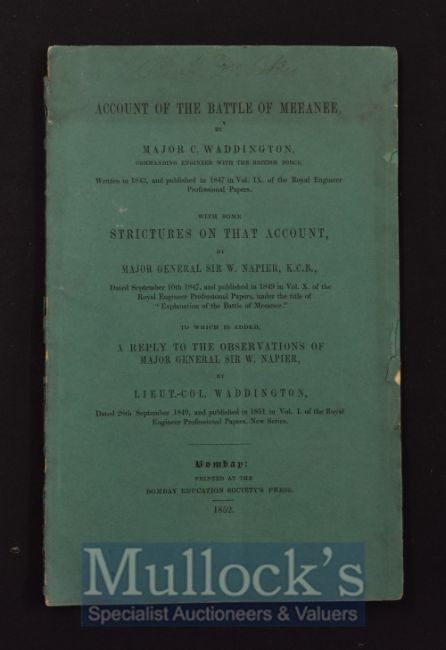 ACCOUNT OF THE BATTLE OF MEEANEE,
BY
MAJOR C. WADDINGTON,
COMMANDING ENGINEER WITH THE BRITISH FORCE.
Written in 1843, and published in 1847 in Vol. IX. of the Royal Engineer
Professional Papers.
WITH SOME
STRICTURES ON THAT ACCOUNT,
BY
MAJOR GENERAL SIR W. NAPIER, K.C.B.,
Dated September 10th 1847, and published in 1849 in Vol. X. of the
Royal Engineer Professional Papers, under the title of
"Explanation of the Battle of Meeanee."
TO WHICH IS ADDED,
A REPLY TO THE OBSERVATIONS OF
MAJOR GENERAL SIR W. NAPIER,
BY
LIEUT.-COL. WADDINGTON,
Dated 28th September 1849, and published in 1851 in Vol. I. of the Royal
Engineer Professional Papers, New Series.
Bombay:
PRINTED AT THE
BOMBAY EDUCATION SOCIETY'S PRESS.
1852.
Mullock's
Specialist Auctioneers & Valuers